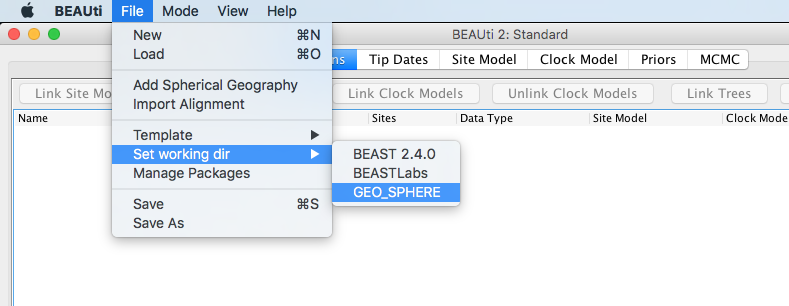 BEAUti File Mode View Help
BEAUti 2: Standard
New ⌘N
Load ⌘O
Add Spherical Geography
Import Alignment
Template
Set working dir
Manage Packages
Save ⌘S
Save As
BEAST 2.4.0
BEASTLabs
GEO_SPHERE
ns Tip Dates Site Model Clock Model Priors MCMC
Link Site Mo Link Clock Models Unlink Clock Models Link Trees
Name Sites Data Type Site Model Clock Mode